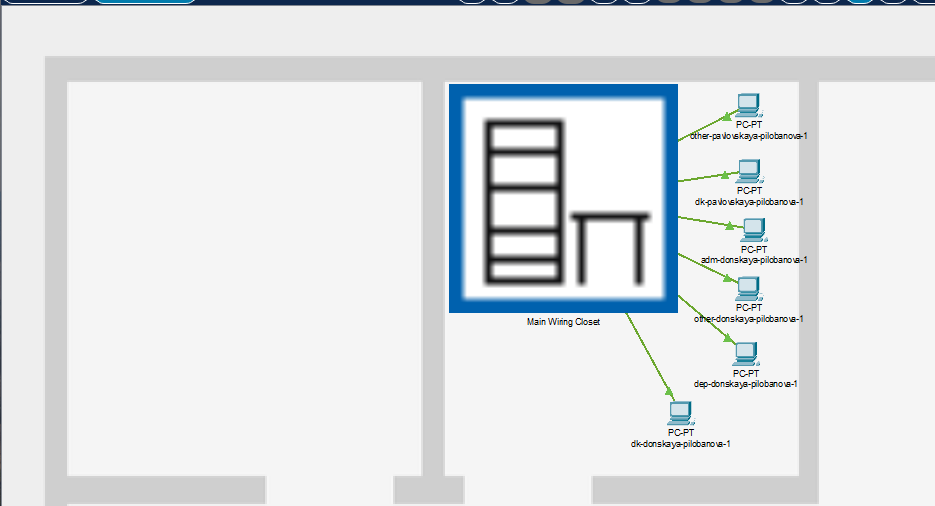 PC-PT
other-pavlovskaya-pilobanova-1
PC-PT
dk-pavlovskaya-pilobanova-1
PC-PT
adm-donskaya-pilobanova-1
PC-PT
other-donskaya-pilobanova-1
Main Wiring Closet
PC-PT
dep-donskaya-pilobanova-1
PC-PT
dk-donskaya-pilobanova-1